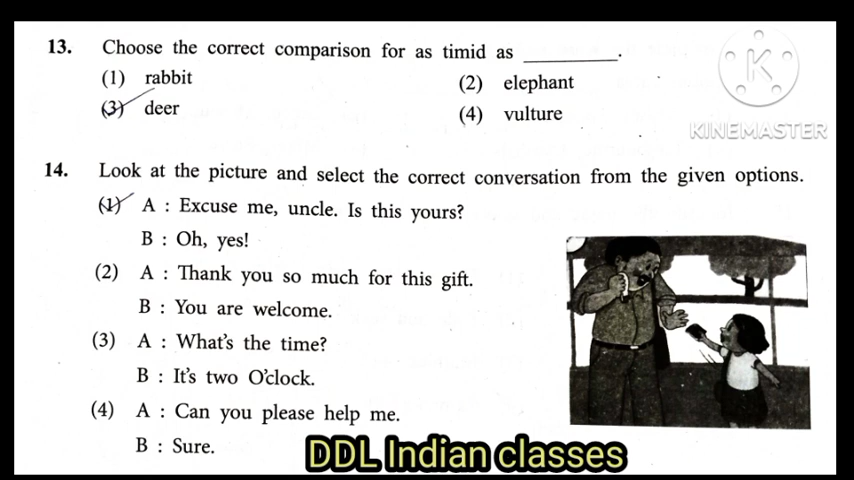 13. Choose the correct comparison for as timid as __________.
(1) rabbit
(2) elephant
(3) deer
(4) vulture
14. Look at the picture and select the correct conversation from the given options.
(1) A : Excuse me, uncle. Is this yours?
B : Oh, yes!
(2) A : Thank you so much for this gift.
B : You are welcome.
(3) A : What's the time?
B : It's two O'clock.
(4) A : Can you please help me.
B : Sure.
K
KINEMASTER
DDL Indian classes